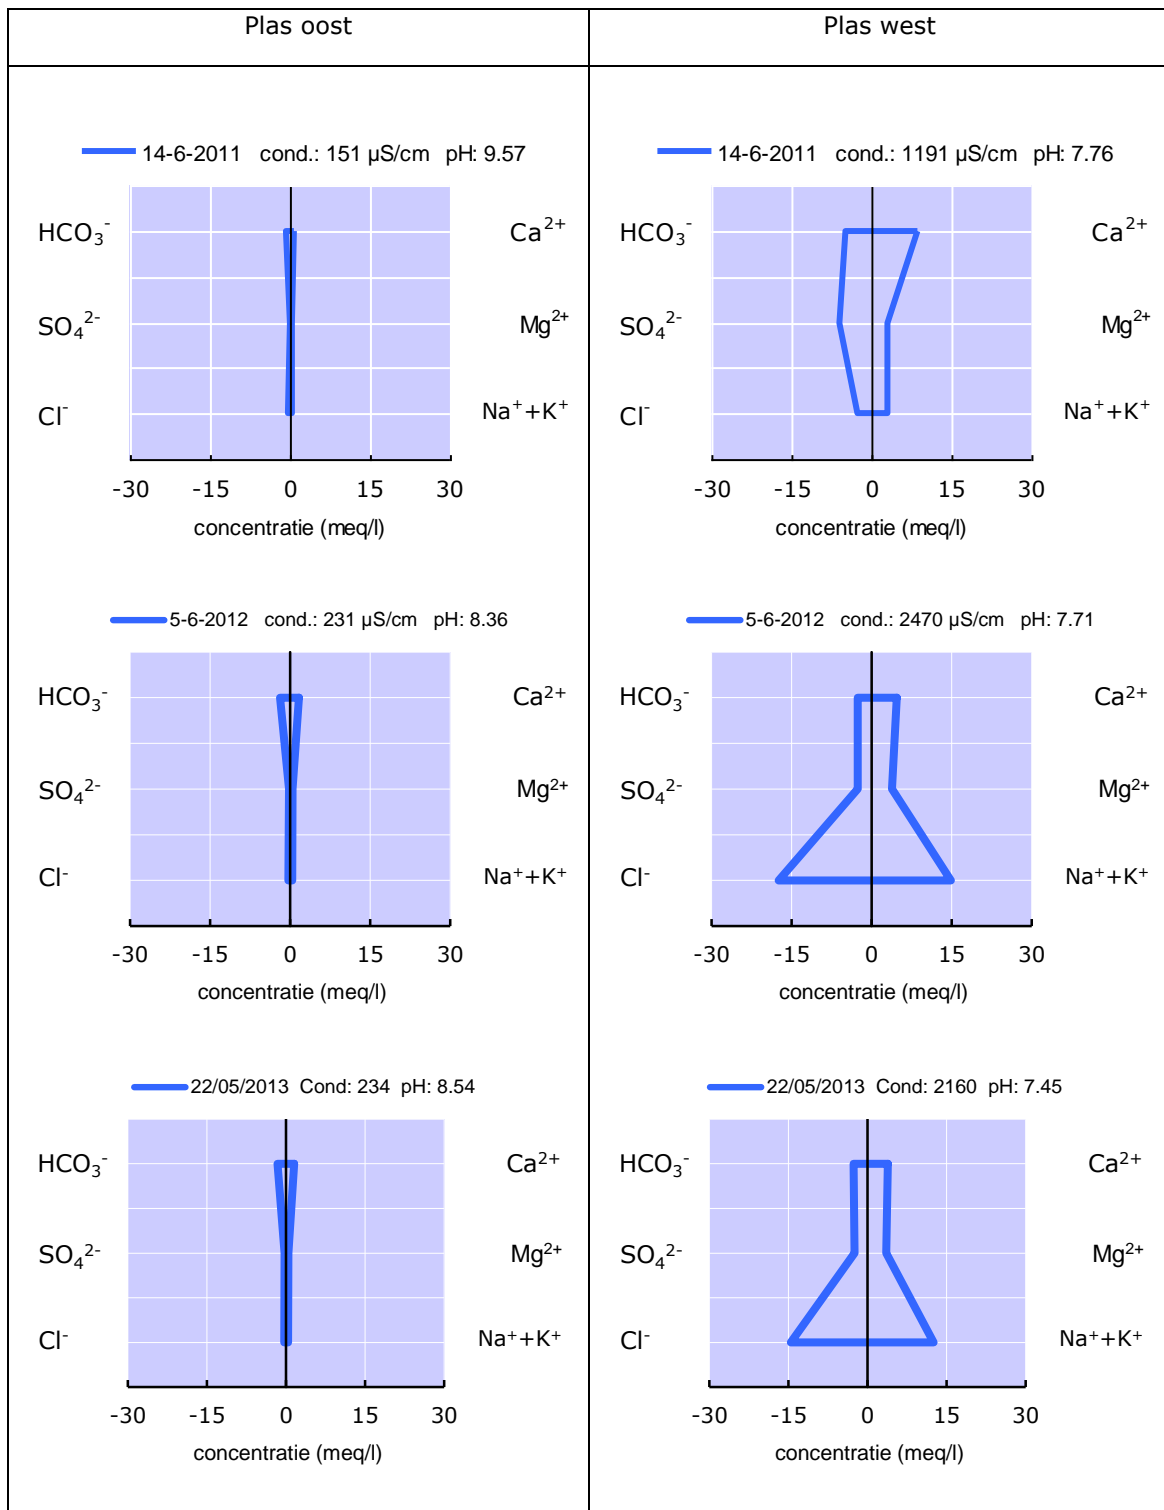 Plas oost
Plas west
14-6-2011 cond.: 151 µS/cm pH: 9.57
HCO₃⁻ Ca²⁺
SO₄²⁻ Mg²⁺
Cl⁻ Na⁺+K⁺
-30 -15 0 15 30
concentratie (meq/l)
14-6-2011 cond.: 1191 µS/cm pH: 7.76
HCO₃⁻ Ca²⁺
SO₄²⁻ Mg²⁺
Cl⁻ Na⁺+K⁺
-30 -15 0 15 30
concentratie (meq/l)
5-6-2012 cond.: 231 µS/cm pH: 8.36
HCO₃⁻ Ca²⁺
SO₄²⁻ Mg²⁺
Cl⁻ Na⁺+K⁺
-30 -15 0 15 30
concentratie (meq/l)
5-6-2012 cond.: 2470 µS/cm pH: 7.71
HCO₃⁻ Ca²⁺
SO₄²⁻ Mg²⁺
Cl⁻ Na⁺+K⁺
-30 -15 0 15 30
concentratie (meq/l)
22/05/2013 Cond: 234 pH: 8.54
HCO₃⁻ Ca²⁺
SO₄²⁻ Mg²⁺
Cl⁻ Na⁺+K⁺
-30 -15 0 15 30
concentratie (meq/l)
22/05/2013 Cond: 2160 pH: 7.45
HCO₃⁻ Ca²⁺
SO₄²⁻ Mg²⁺
Cl⁻ Na⁺+K⁺
-30 -15 0 15 30
concentratie (meq/l)